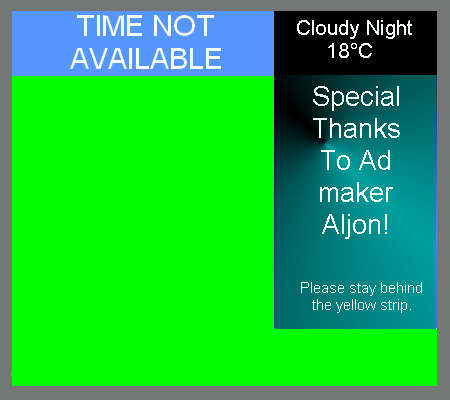 TIME NOT
AVAILABLE
Cloudy Night
18°C
Special
Thanks
To Ad
maker
Aljon!
Please stay behind
the yellow strip.